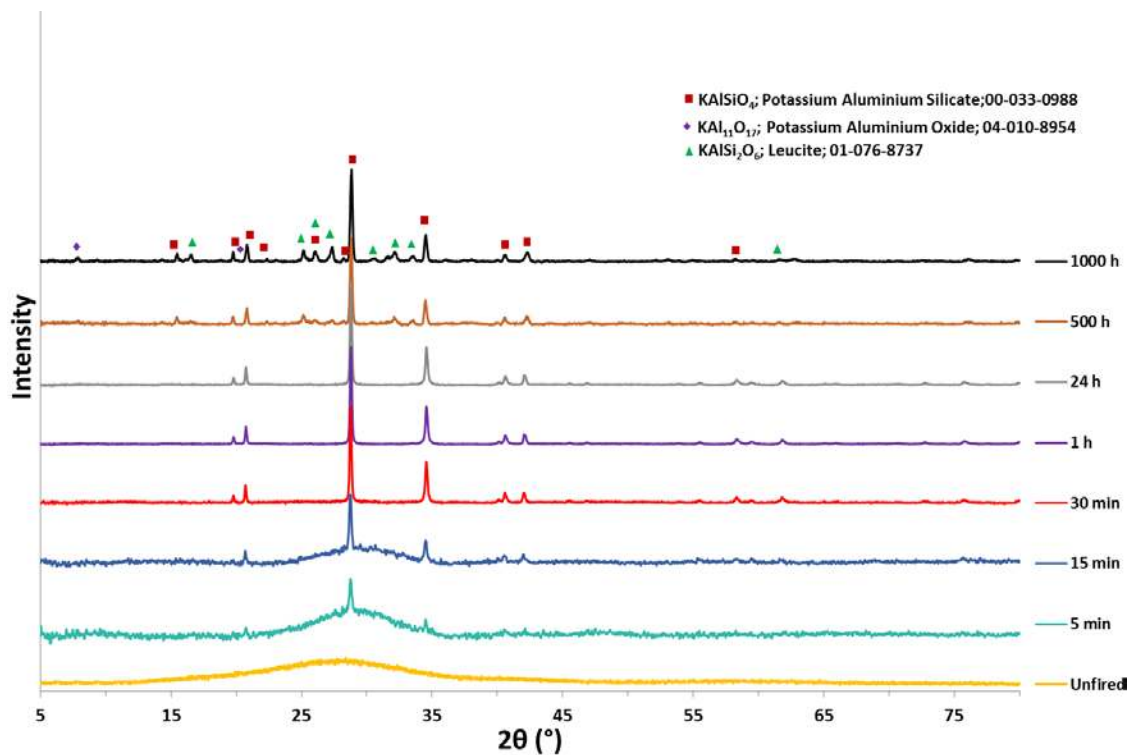 KAlSiO₄; Potassium Aluminium Silicate;00-033-0988
KAl₁₁O₁₇; Potassium Aluminium Oxide; 04-010-8954
KAlSi₂O₆; Leucite; 01-076-8737
1000 h
500 h
24 h
1 h
30 min
15 min
5 min
Unfired
Intensity
5 15 25 35 45 55 65 75
2θ (°)